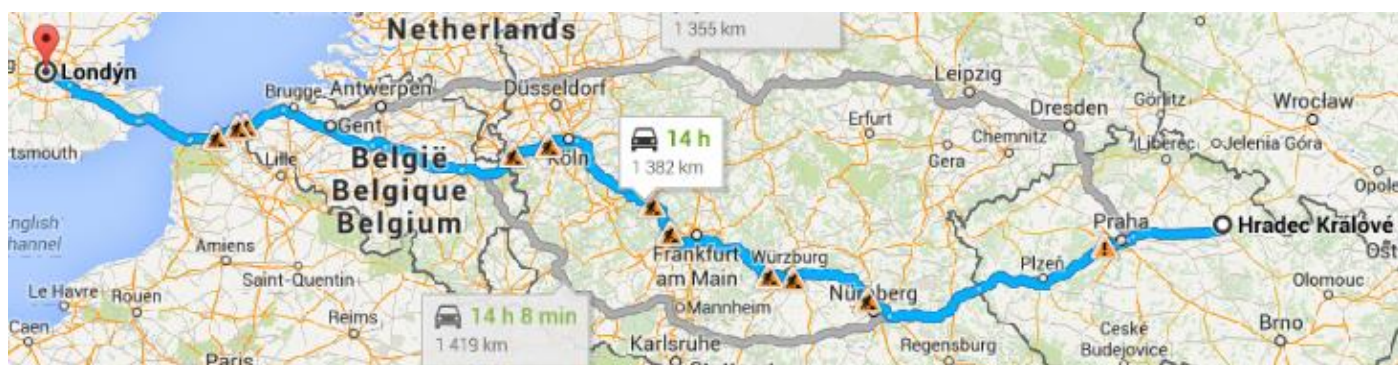 Netherlands
1 355 km
Londýn
Leipzig
Brugge
Antwerpen
Düsseldorf
Dresden
Görlitz
Wrocław
Gent
Erfurt
Chemnitz
Liberec
Jelenia Góra
rtsmouth
Lille
België
Belgique
Belgium
Köln
14 h
1 382 km
Gera
Opole
English
Channel
Praha
Hradec Králové
Amiens
Frankfurt
am Main
Würzburg
Plzeň
Ost
Saint-Quentin
Olomouc
Le Havre
Rouen
14 h 8 min
1 419 km
Mannheim
Nürnberg
Caen
Reims
Karlsruhe
Regensburg
České
Budějovice
Brno
Paris